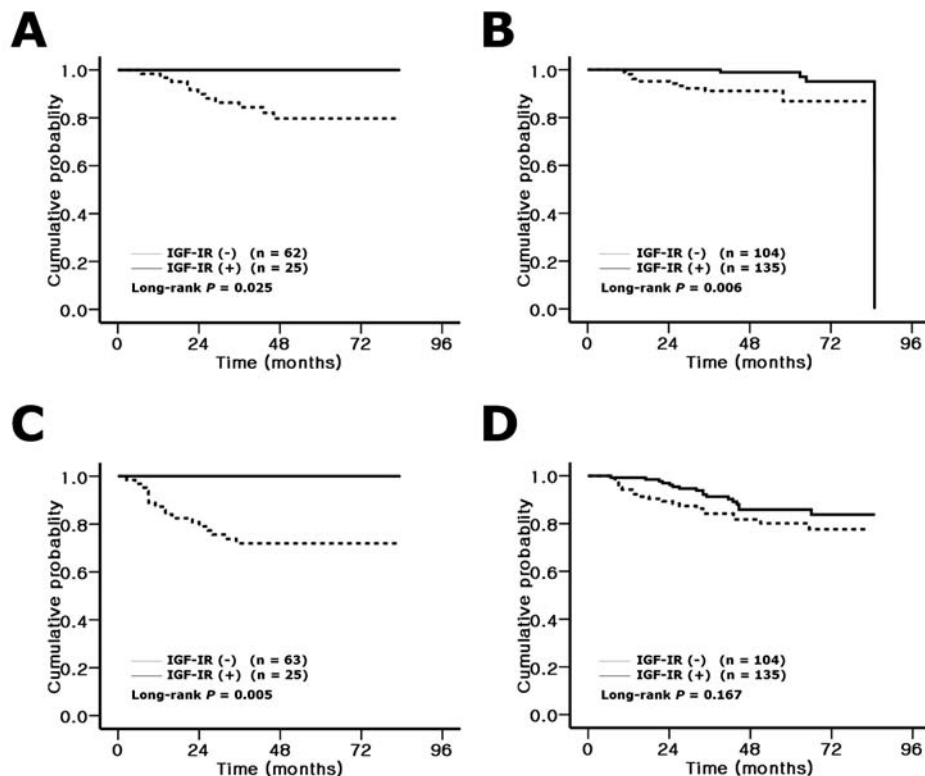 A
Cumulative probability
1.0
0.8
0.6
0.4
0.2
0.0
IGF-IR (-) (n = 62)
IGF-IR (+) (n = 25)
Long-rank P = 0.025
0 24 48 72 96
Time (months)
B
Cumulative probability
1.0
0.8
0.6
0.4
0.2
0.0
IGF-IR (-) (n = 104)
IGF-IR (+) (n = 135)
Long-rank P = 0.006
0 24 48 72 96
Time (months)
C
Cumulative probability
1.0
0.8
0.6
0.4
0.2
0.0
IGF-IR (-) (n = 63)
IGF-IR (+) (n = 25)
Long-rank P = 0.005
0 24 48 72 96
Time (months)
D
Cumulative probability
1.0
0.8
0.6
0.4
0.2
0.0
IGF-IR (-) (n = 104)
IGF-IR (+) (n = 135)
Long-rank P = 0.167
0 24 48 72 96
Time (months)